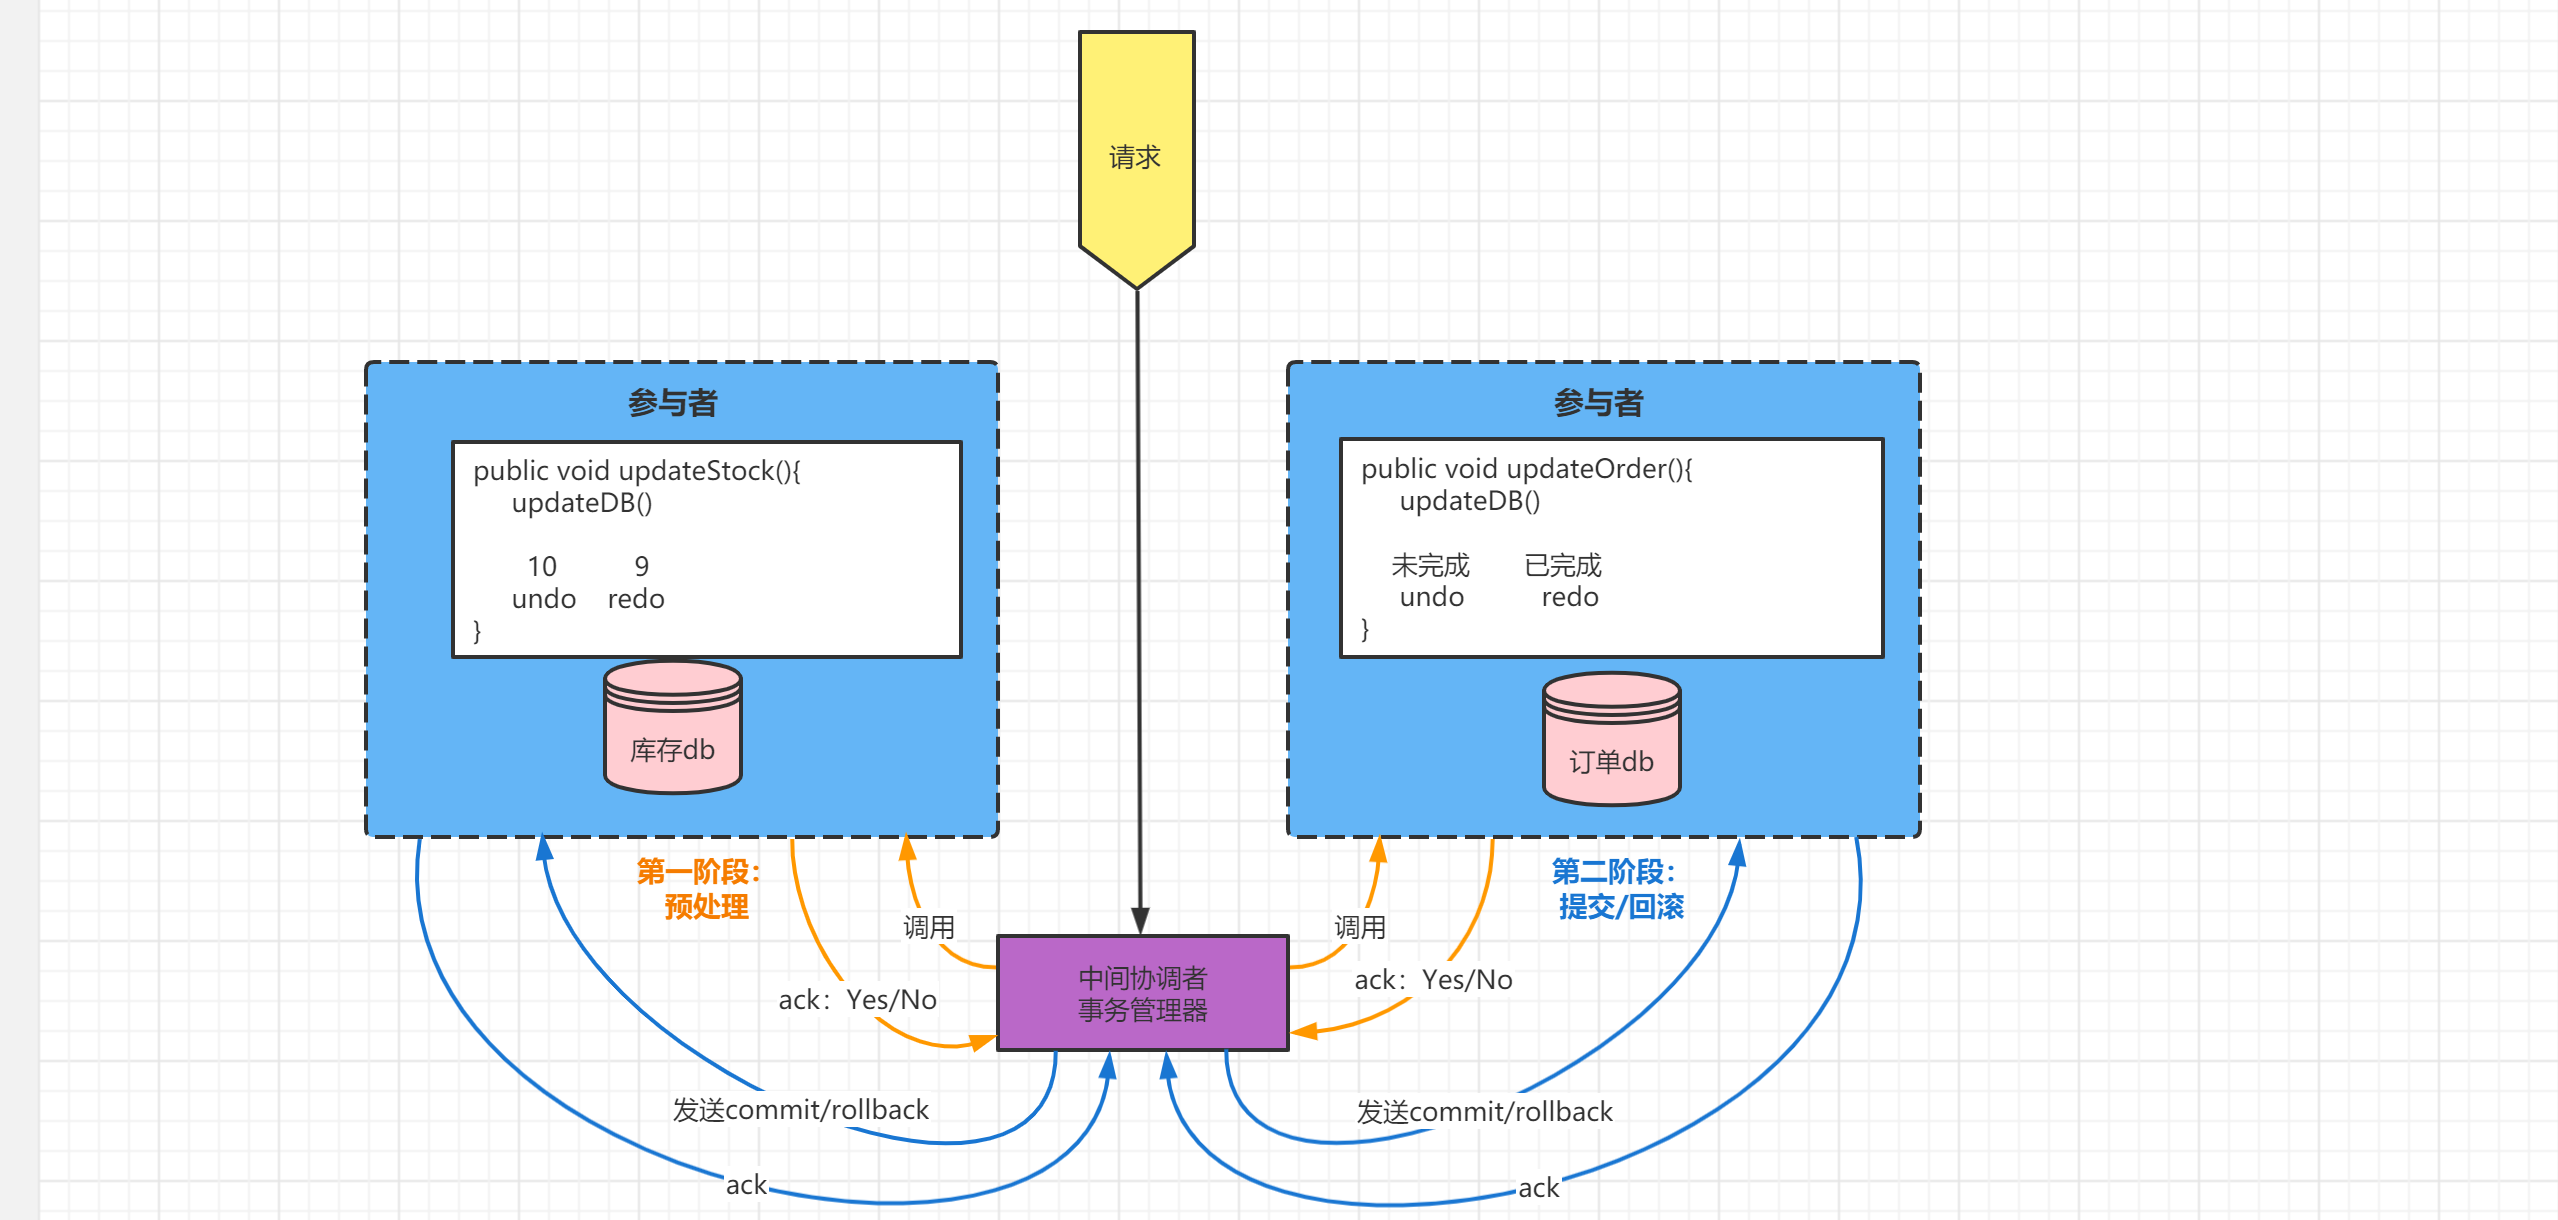 请求
参与者
public void updateStock(){
updateDB()
10 9
undo redo
}
库存db
参与者
public void updateOrder(){
updateDB()
未完成 已完成
undo redo
}
订单db
第一阶段：
预处理
调用
ack：Yes/No
调用
ack：Yes/No
第二阶段：
提交/回滚
中间协调者
事务管理器
发送commit/rollback
发送commit/rollback
ack
ack